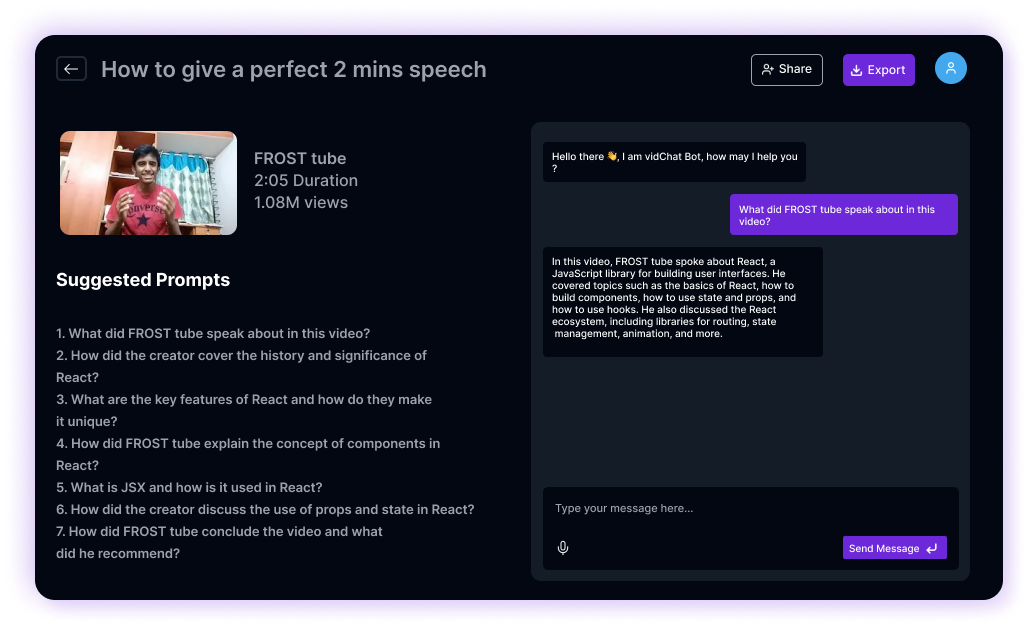 How to give a perfect 2 mins speech
Share
Export
FROST tube
2:05 Duration
1.08M views
Suggested Prompts
1. What did FROST tube speak about in this video?
2. How did the creator cover the history and significance of
React?
3. What are the key features of React and how do they make
it unique?
4. How did FROST tube explain the concept of components in
React?
5. What is JSX and how is it used in React?
6. How did the creator discuss the use of props and state in React?
7. How did FROST tube conclude the video and what
did he recommend?
Hello there 👋, I am vidChat Bot, how may I help you
?
What did FROST tube speak about in this
video?
In this video, FROST tube spoke about React, a
JavaScript library for building user interfaces. He
covered topics such as the basics of React, how to
build components, how to use state and props, and
how to use hooks. He also discussed the React
ecosystem, including libraries for routing, state
management, animation, and more.
Type your message here...
Send Message